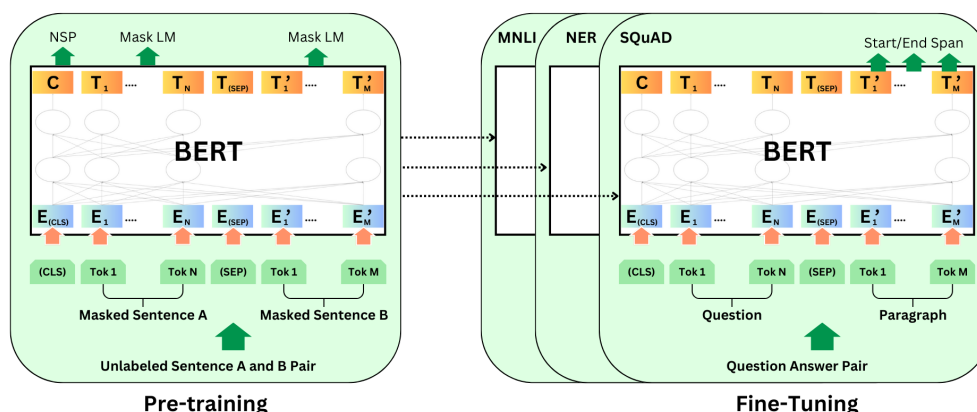 NSP Mask LM Mask LM
C T1 .... TN T(SEP) T'1 .... T'M
BERT
E(CLS) E1 .... EN E(SEP) E'1 .... E'M
(CLS) Tok 1 Tok N (SEP) Tok 1 Tok M
Masked Sentence A Masked Sentence B
Unlabeled Sentence A and B Pair
Pre-training
MNLI NER SQuAD
Start/End Span
C T1 .... TN T(SEP) T'1 .... T'M
BERT
E(CLS) E1 .... EN E(SEP) E'1 .... E'M
(CLS) Tok 1 Tok N (SEP) Tok 1 Tok M
Question Paragraph
Question Answer Pair
Fine-Tuning